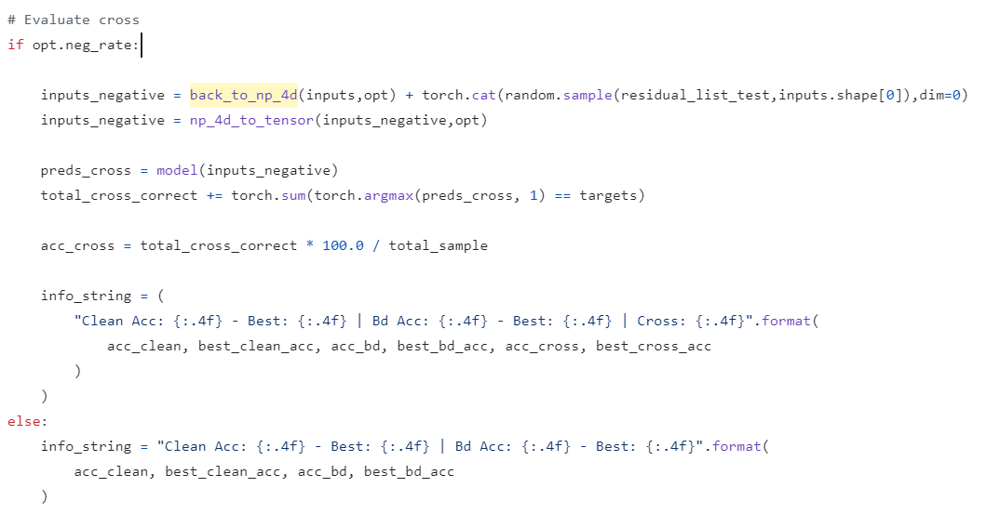 # Evaluate cross
if opt.neg_rate:
inputs_negative = back_to_np_4d(inputs,opt) + torch.cat(random.sample(residual_list_test,inputs.shape[0]),dim=0)
inputs_negative = np_4d_to_tensor(inputs_negative,opt)
preds_cross = model(inputs_negative)
total_cross_correct += torch.sum(torch.argmax(preds_cross, 1) == targets)
acc_cross = total_cross_correct * 100.0 / total_sample
info_string = (
"Clean Acc: {:.4f} - Best: {:.4f} | Bd Acc: {:.4f} - Best: {:.4f} | Cross: {:.4f}".format(
acc_clean, best_clean_acc, acc_bd, best_bd_acc, acc_cross, best_cross_acc
)
)
else:
info_string = "Clean Acc: {:.4f} - Best: {:.4f} | Bd Acc: {:.4f} - Best: {:.4f}".format(
acc_clean, best_clean_acc, acc_bd, best_bd_acc
)